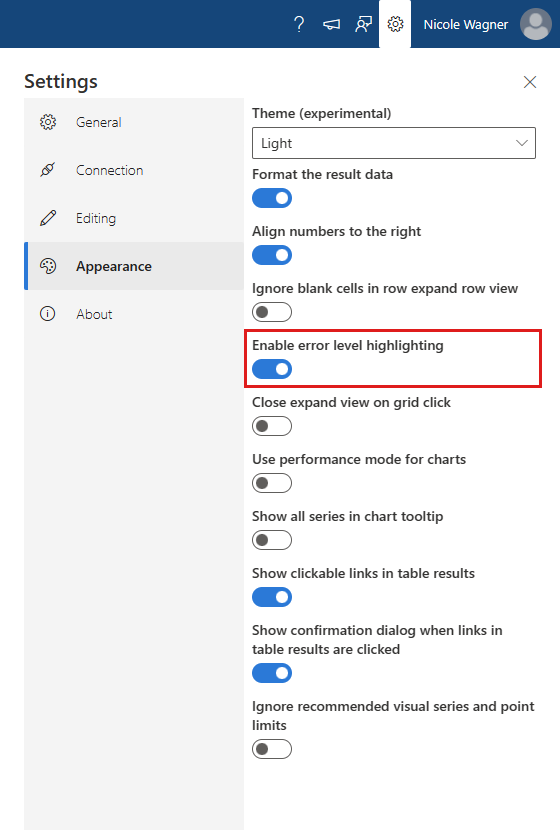 Nicole Wagner
Settings
General
Connection
Editing
Appearance
About
Theme (experimental)
Light
Format the result data
Align numbers to the right
Ignore blank cells in row expand row view
Enable error level highlighting
Close expand view on grid click
Use performance mode for charts
Show all series in chart tooltip
Show clickable links in table results
Show confirmation dialog when links in
table results are clicked
Ignore recommended visual series and point
limits